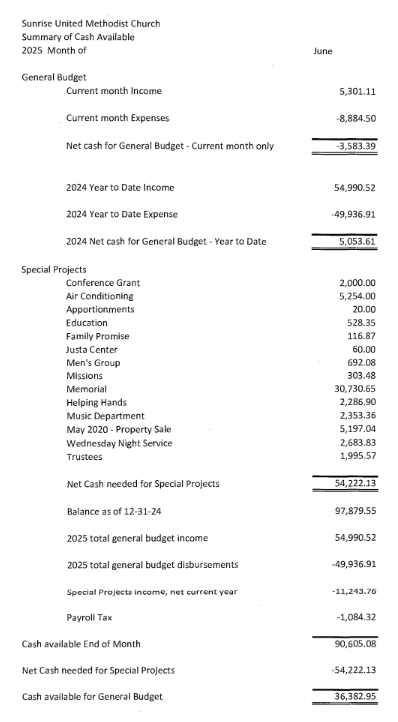 Sunrise United Methodist Church
Summary of Cash Available
2025 Month of June
General Budget
Current month Income 5,301.11
Current month Expenses -8,884.50
Net cash for General Budget - Current month only -3,583.39
2024 Year to Date Income 54,990.52
2024 Year to Date Expense -49,936.91
2024 Net cash for General Budget - Year to Date 5,053.61
Special Projects
Conference Grant 2,000.00
Air Conditioning 5,254.00
Apportionments 20.00
Education 528.35
Family Promise 116.87
Justa Center 60.00
Men's Group 692.08
Missions 303.48
Memorial 30,730.65
Helping Hands 2,286.90
Music Department 2,353.36
May 2020 - Property Sale 5,197.04
Wednesday Night Service 2,683.83
Trustees 1,995.57
Net Cash needed for Special Projects 54,222.13
Balance as of 12-31-24 97,879.55
2025 total general budget income 54,990.52
2025 total general budget disbursements -49,936.91
Special Projects income, net current year -11,243.76
Payroll Tax -1,084.32
Cash available End of Month 90,605.08
Net Cash needed for Special Projects -54,222.13
Cash available for General Budget 36,382.95